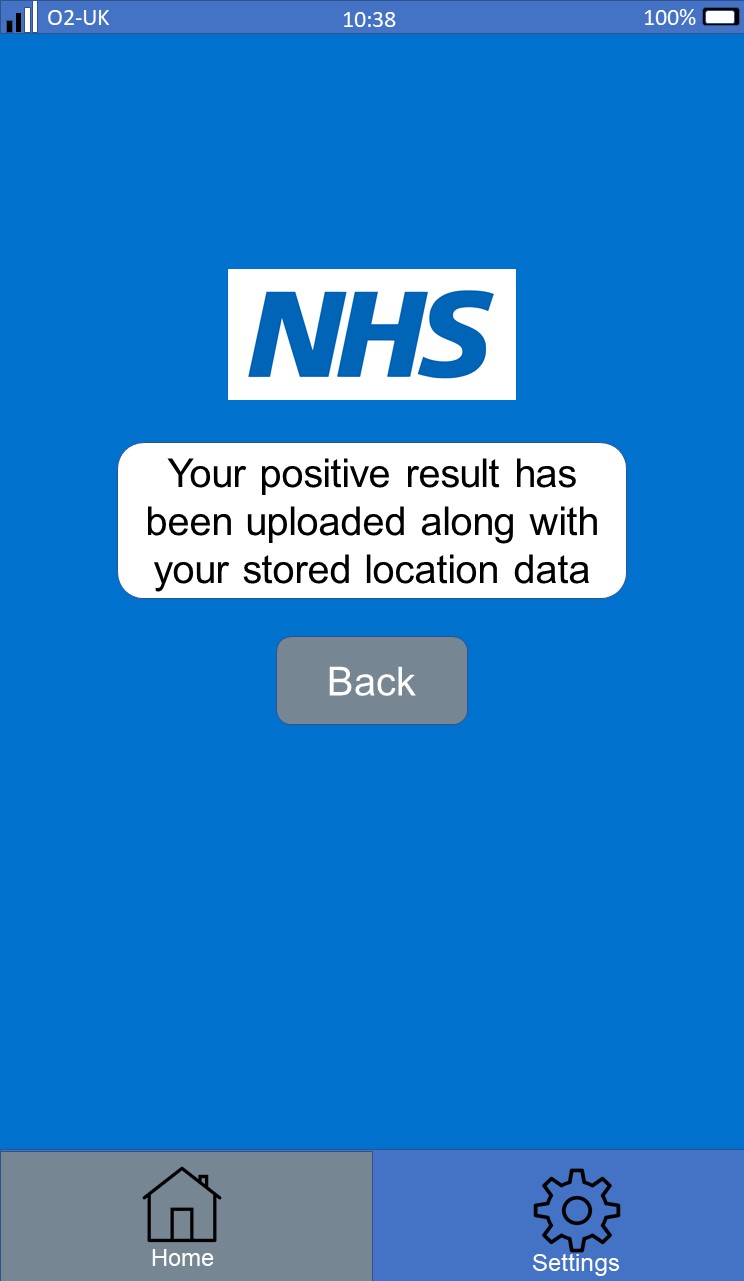 O2-UK 10:38 100%
NHS
Your positive result has
been uploaded along with
your stored location data
Back
Home Settings